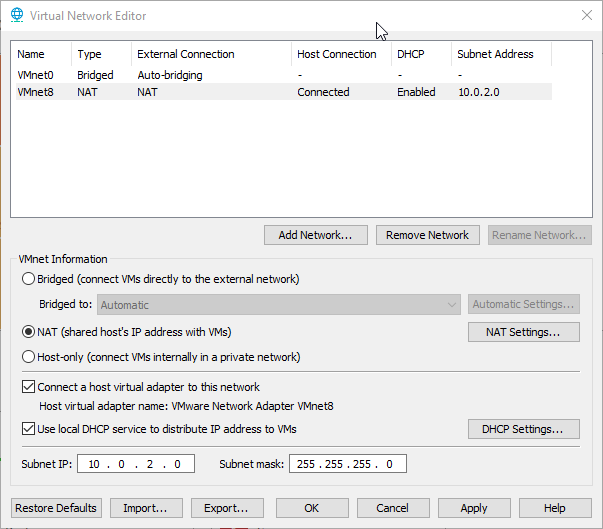 Virtual Network Editor
Name Type External Connection Host Connection DHCP Subnet Address
VMnet0 Bridged Auto-bridging - - -
VMnet8 NAT NAT Connected Enabled 10.0.2.0
Add Network... Remove Network Rename Network...
VMnet Information
Bridged (connect VMs directly to the external network)
Bridged to: Automatic Automatic Settings...
NAT (shared host's IP address with VMs) NAT Settings...
Host-only (connect VMs internally in a private network)
Connect a host virtual adapter to this network
Host virtual adapter name: VMware Network Adapter VMnet8
Use local DHCP service to distribute IP address to VMs DHCP Settings...
Subnet IP: 10 . 0 . 2 . 0 Subnet mask: 255 . 255 . 255 . 0
Restore Defaults Import... Export... OK Cancel Apply Help